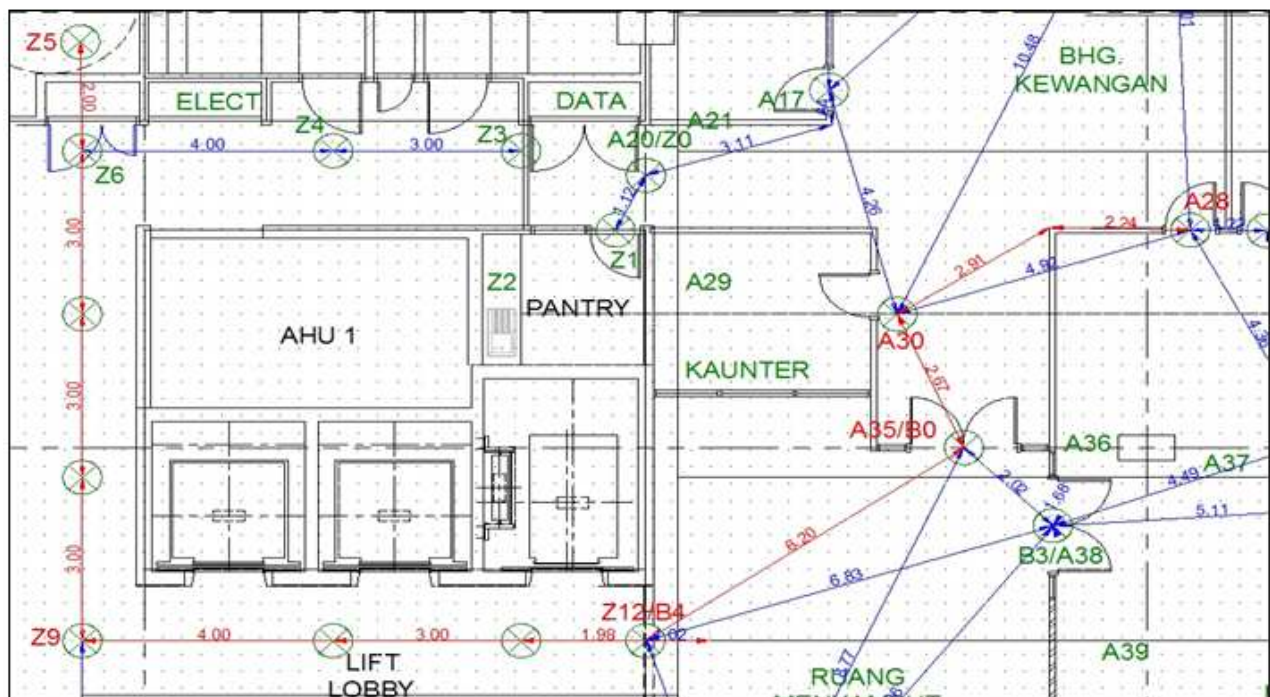 Z5
2.00
ELECT
DATA
A17
BHG.
KEWANGAN
10.48
A21
Z4
Z3
A20/Z0
4.00
3.00
3.11
Z6
1.12
4.26
A28
2.24
3.00
Z1
2.91
4.92
Z2
A29
PANTRY
AHU 1
A30
4.36
3.00
2.67
KAUNTER
A35/B0
A36
A37
2.02
1.68
4.49
5.11
3.00
6.20
B3/A38
6.83
Z12/B4
Z9
4.00
3.00
1.98
LIFT
LOBBY
RUANG
A39